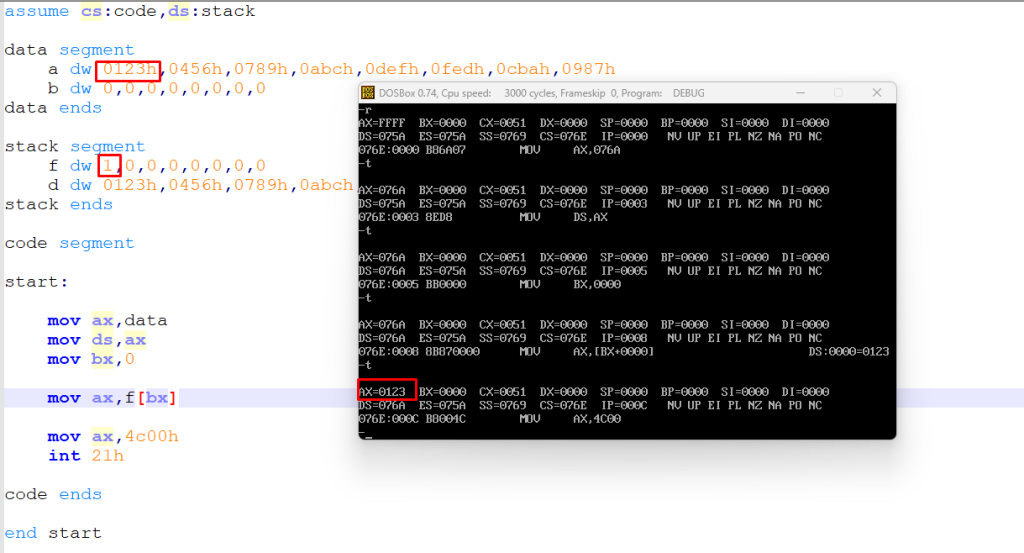 assume cs:code,ds:stack
data segment
a dw 0123h,0456h,0789h,0abch,0defh,0fedh,0cbah,0987h
b dw 0,0,0,0,0,0,0,0
data ends
stack segment
f dw 1,0,0,0,0,0,0,0
d dw 0123h,0456h,0789h,0abch
stack ends
code segment
start:
mov ax,data
mov ds,ax
mov bx,0
mov ax,f[bx]
mov ax,4c00h
int 21h
code ends
end start
DOSBox 0.74, Cpu speed: 3000 cycles, Frameskip 0, Program: DEBUG
-r
AX=FFFF BX=0000 CX=0051 DX=0000 SP=0000 BP=0000 SI=0000 DI=0000
DS=075A ES=075A SS=0769 CS=076E IP=0000 NV UP EI PL NZ NA PO NC
076E:0000 B86A07 MOV AX,076A
-t
AX=076A BX=0000 CX=0051 DX=0000 SP=0000 BP=0000 SI=0000 DI=0000
DS=075A ES=075A SS=0769 CS=076E IP=0003 NV UP EI PL NZ NA PO NC
076E:0003 8ED8 MOV DS,AX
-t
AX=076A BX=0000 CX=0051 DX=0000 SP=0000 BP=0000 SI=0000 DI=0000
DS=076A ES=075A SS=0769 CS=076E IP=0005 NV UP EI PL NZ NA PO NC
076E:0005 BB0000 MOV BX,0000
-t
AX=076A BX=0000 CX=0051 DX=0000 SP=0000 BP=0000 SI=0000 DI=0000
DS=076A ES=075A SS=0769 CS=076E IP=0008 NV UP EI PL NZ NA PO NC
076E:0008 8B870000 MOV AX,[BX+0000] DS:0000=0123
-t
AX=0123 BX=0000 CX=0051 DX=0000 SP=0000 BP=0000 SI=0000 DI=0000
DS=076A ES=075A SS=0769 CS=076E IP=000C NV UP EI PL NZ NA PO NC
076E:000C B8004C MOV AX,4C00
-_